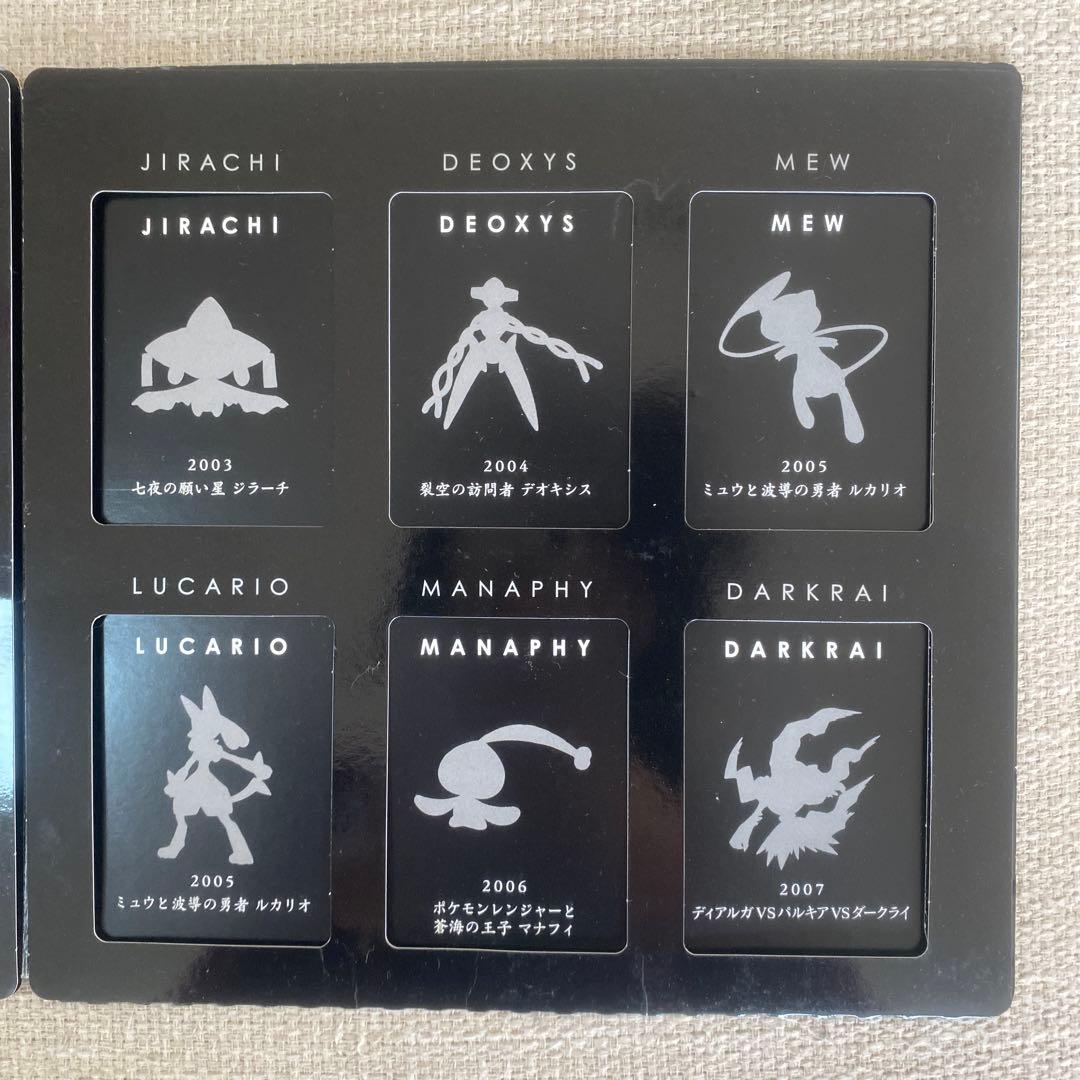 JIRACHI
DEOXYS
MEW
JIRACHI
2003
七夜の願い星 ジラーチ
DEOXYS
2004
裂空の訪問者 デオキシス
MEW
2005
ミュウと波導の勇者 ルカリオ
LUCARIO
MANAPHY
DARKRAI
LUCARIO
2005
ミュウと波導の勇者 ルカリオ
MANAPHY
2006
ポケモンレンジャーと
蒼海の王子 マナフィ
DARKRAI
2007
ディアルガVSパルキアVSダークライ